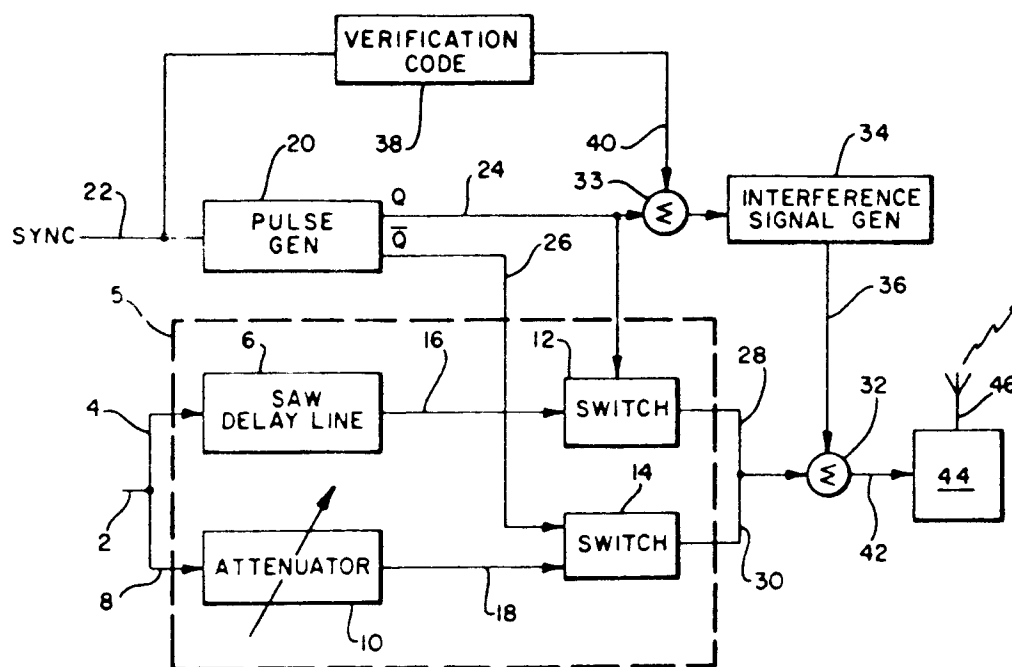 VERIFICATION
CODE
38
40
34
20
24
33
22
Q
Σ
INTERFERENCE
SIGNAL GEN
SYNC
PULSE
GEN
Q̅
26
36
5
6
16
12
28
SAW
DELAY LINE
SWITCH
4
32
46
Σ
44
14
2
SWITCH
42
ATTENUATOR
30
8
18
10